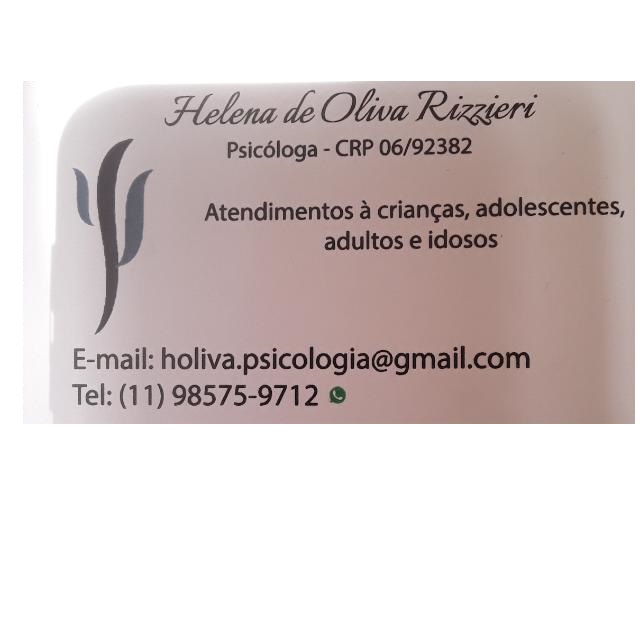 Helena de Oliva Rizzieri
Psicóloga - CRP 06/92382
Atendimentos à crianças, adolescentes,
adultos e idosos
E-mail: holiva.psicologia@gmail.com
Tel: (11) 98575-9712